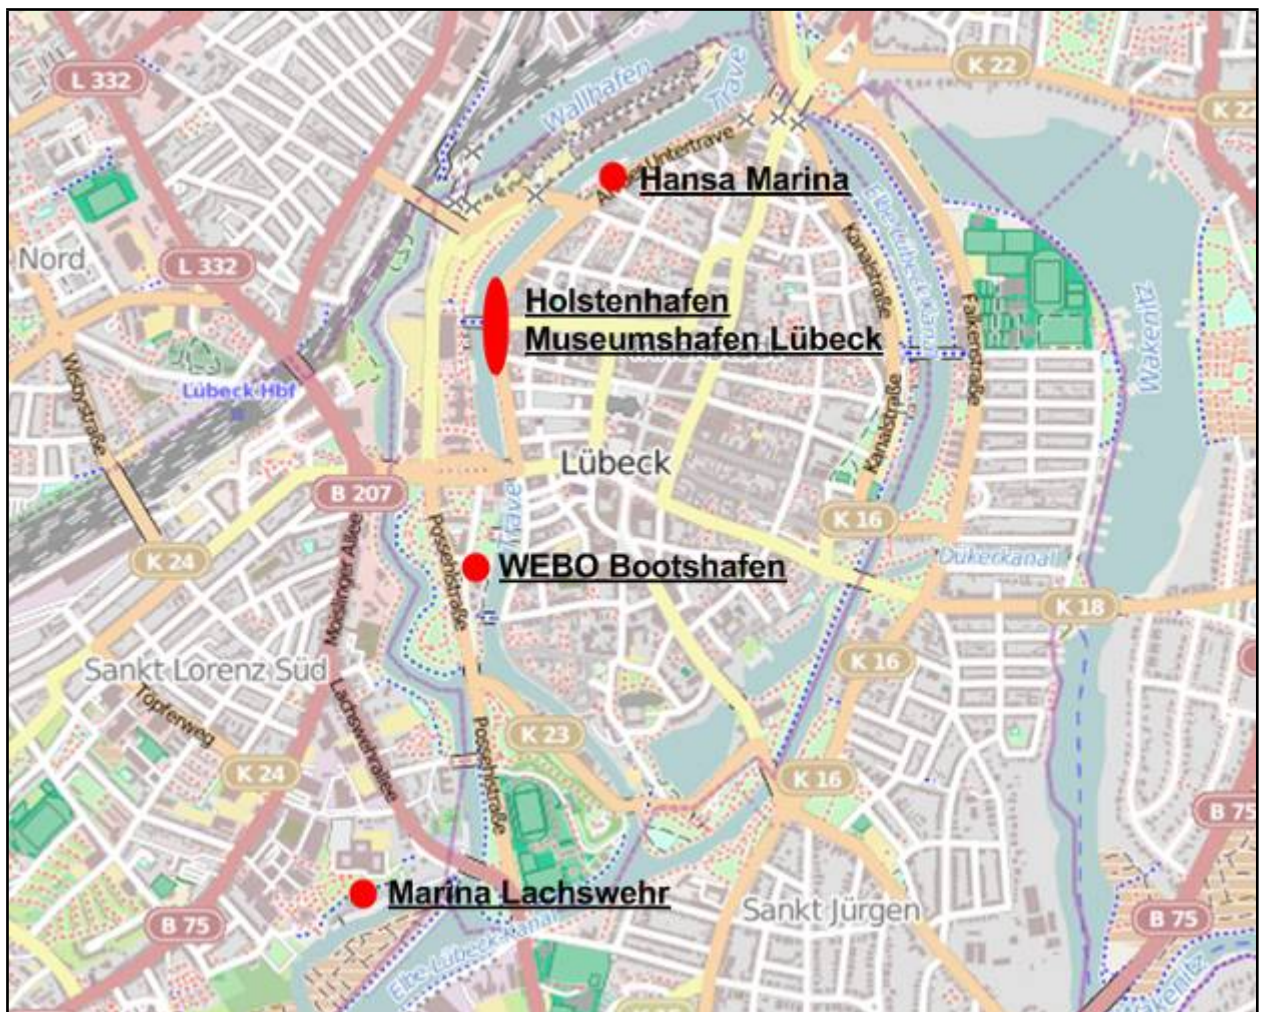 L 332
K 22
Wallhafen
Trave
An der Untertrave
Hansa Marina
Nord
L 332
Elbe-Lübeck-Kanal
Kanalstraße
Falkenstraße
Wakenitz
Holstenhafen
Museumshafen Lübeck
Wisbystraße
Lübeck Hbf
Kanalstraße
Lübeck
B 207
Trave
K 16
K 24
Moislinger Allee
Possehlstraße
WEBO Bootshafen
Dükerkanal
K 18
Sankt Lorenz Süd
K 16
Töpferweg
Lachswehrallee
K 23
K 24
Possehlstraße
K 16
B 75
Marina Lachswehr
B 75
Sankt Jürgen
B 75
Elbe-Lübeck-Kanal
Wakenitz